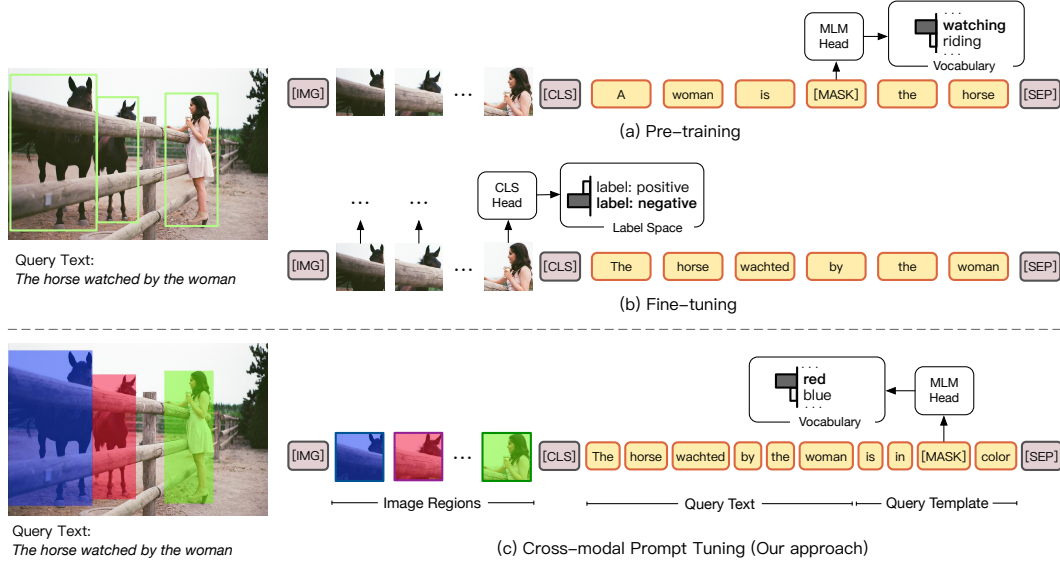 MLM Head
. . .
watching
riding
. . .
Vocabulary
[IMG] ... [CLS] A woman is [MASK] the horse [SEP]
(a) Pre-training
CLS Head
label: positive
label: negative
Label Space
... ... 
[IMG] ... [CLS] The horse wachted by the woman [SEP]
(b) Fine-tuning
Query Text:
The horse watched by the woman
. . .
red
blue
. . .
Vocabulary
MLM Head
[IMG] ... [CLS] The horse wachted by the woman is in [MASK] color [SEP]
Image Regions Query Text Query Template
Query Text:
The horse watched by the woman
(c) Cross-modal Prompt Tuning (Our approach)